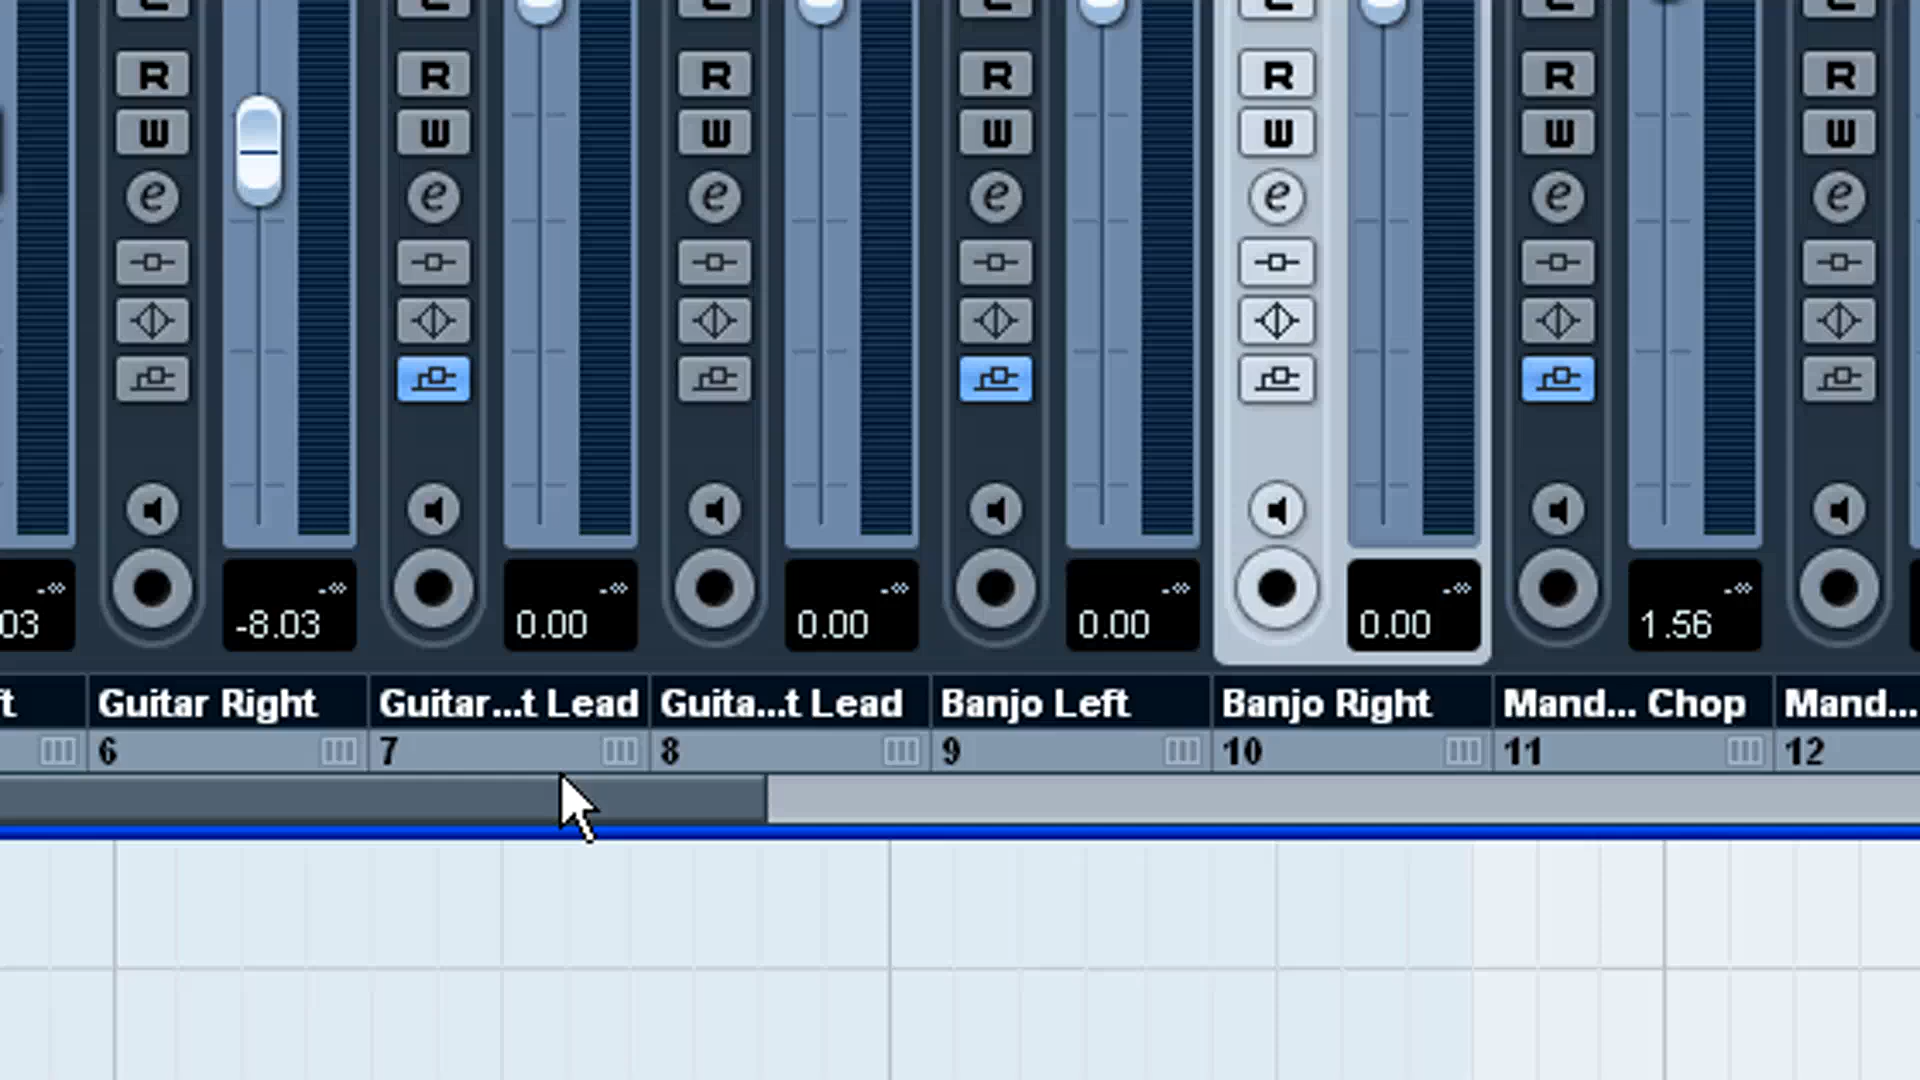 R R R R R R R
W W W W W W W
e e e e e e e
-∞ -∞ -∞ -∞ -∞ -∞ -∞
03 -8.03 0.00 0.00 0.00 0.00 1.56
t Guitar Right Guitar...t Lead Guita...t Lead Banjo Left Banjo Right Mand... Chop Mand...
6 7 8 9 10 11 12